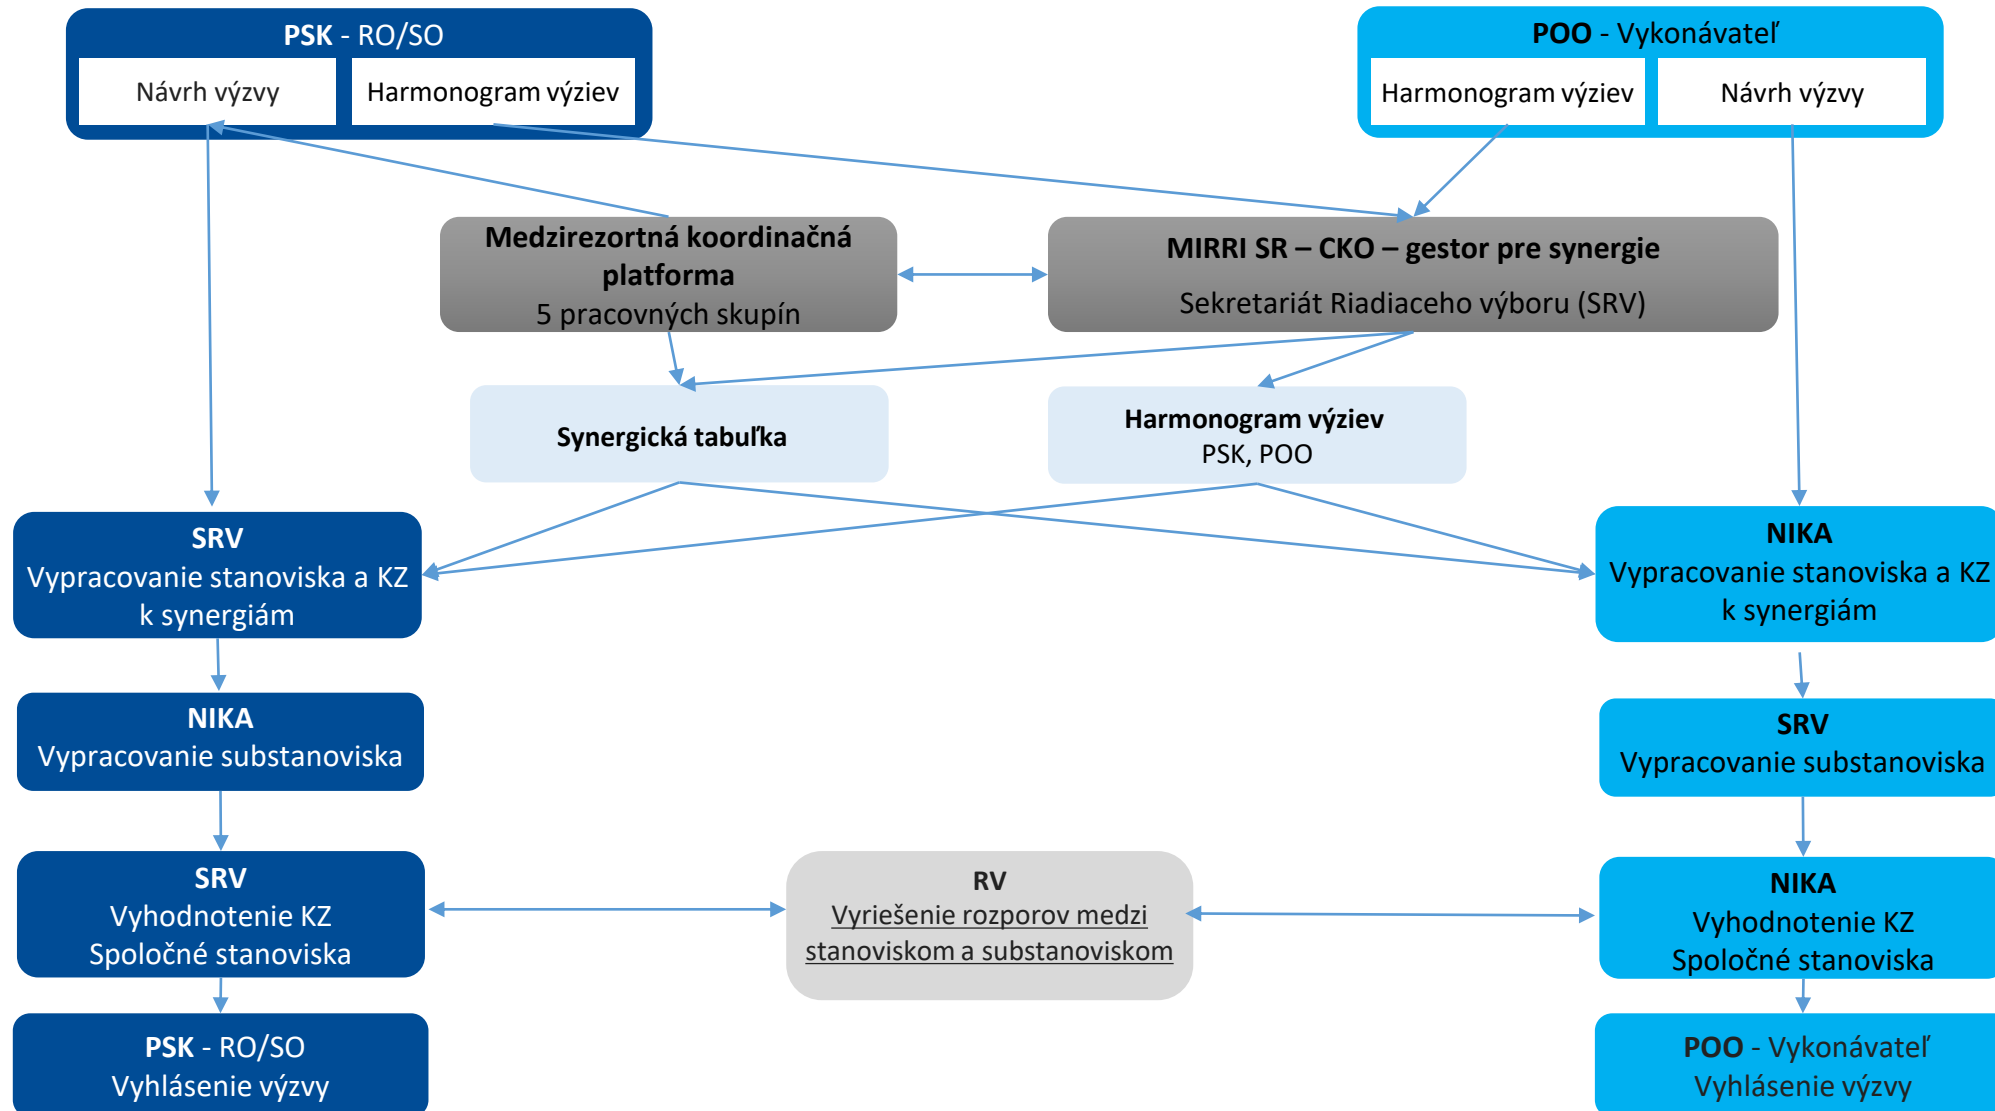 PSK - RO/SO
Návrh výzvy
Harmonogram výziev
POO - Vykonávateľ
Harmonogram výziev
Návrh výzvy
Medzirezortná koordinačná
platforma
5 pracovných skupín
MIRRI SR – CKO – gestor pre synergie
Sekretariát Riadiaceho výboru (SRV)
Synergická tabuľka
Harmonogram výziev
PSK, POO
SRV
Vypracovanie stanoviska a KZ
k synergiám
NIKA
Vypracovanie stanoviska a KZ
k synergiám
NIKA
Vypracovanie substanoviska
SRV
Vypracovanie substanoviska
SRV
Vyhodnotenie KZ
Spoločné stanoviska
RV
Vyriešenie rozporov medzi
stanoviskom a substanoviskom
NIKA
Vyhodnotenie KZ
Spoločné stanoviska
PSK - RO/SO
Vyhlásenie výzvy
POO - Vykonávateľ
Vyhlásenie výzvy